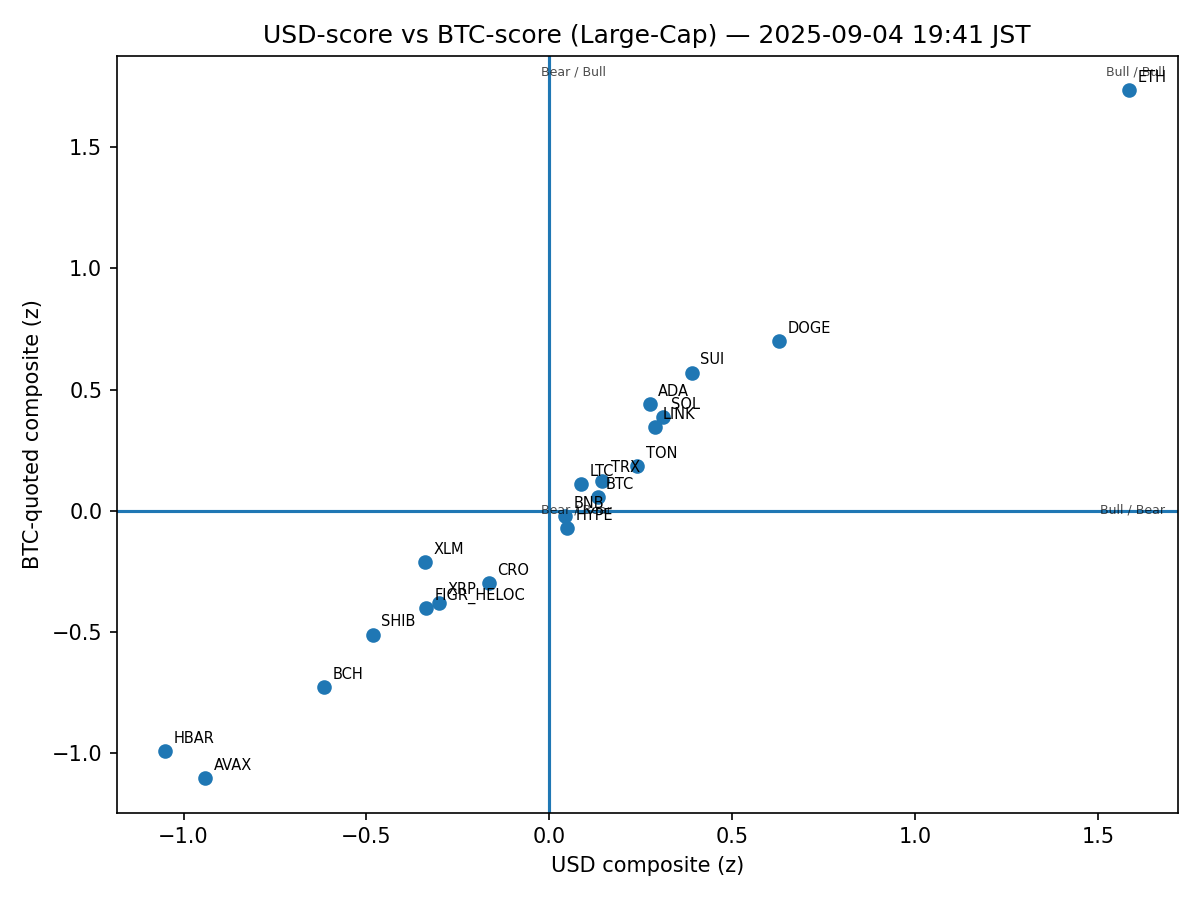 USD-score vs BTC-score (Large-Cap) — 2025-09-04 19:41 JST
Bear / Bull
Bull / Bull
ETH
1.5
1.0
DOGE
SUI
0.5
ADA
SOL
LINK
TON
LTC
TRX
BTC
BNB
0.0
Bull / Bear
HYPE
XLM
CRO
XRP
FIGR_HELOC
−0.5
SHIB
BCH
HBAR
−1.0
AVAX
−1.0
−0.5
0.0
0.5
1.0
1.5
USD composite (z)
BTC-quoted composite (z)